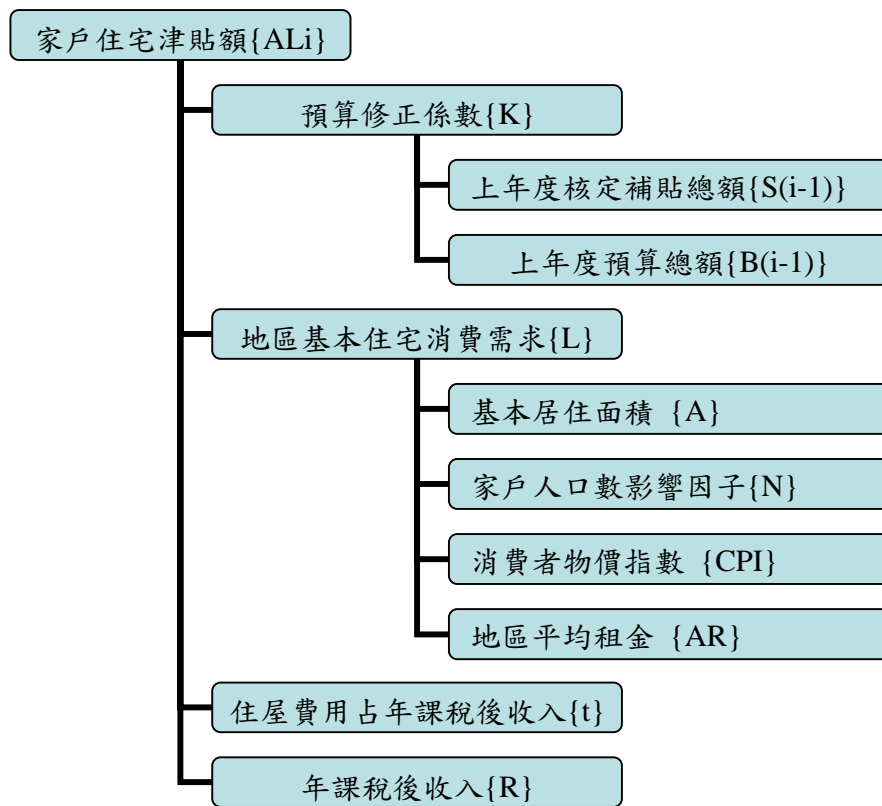 家戶住宅津貼額{ALi}
預算修正係數{K}
上年度核定補貼總額{S(i-1)}
上年度預算總額{B(i-1)}
地區基本住宅消費需求{L}
基本居住面積 {A}
家戶人口數影響因子{N}
消費者物價指數 {CPI}
地區平均租金 {AR}
住屋費用占年課稅後收入{t}
年課稅後收入{R}